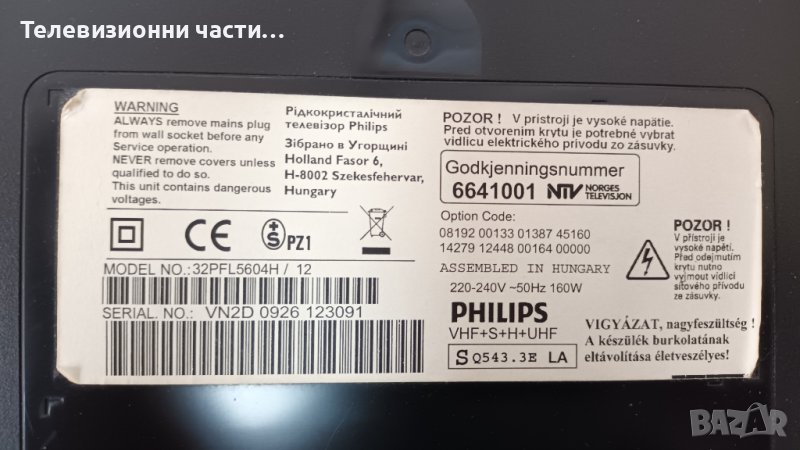 Телевизионни части…
WARNING
ALWAYS remove mains plug
from wall socket before any
Service operation.
NEVER remove covers unless
qualified to do so.
This unit contains dangerous
voltages.
Рідкокристалічний
телевізор Philips
Зібрано в Угорщині
Holland Fasor 6,
H-8002 Szekesfehervar,
Hungary
CE
S PZ1
MODEL NO.:32PFL5604H / 12
SERIAL NO.: VN2D 0926 123091
POZOR ! V prístroji je vysoké napätie.
Pred otvorením krytu je potrebné vybrat
vidlicu elektrického prívodu zo zásuvky.
Godkjenningsnummer
6641001 NTV NORGES
TELEVISJON
Option Code:
08192 00133 01387 45160
14279 12448 00164 00000
ASSEMBLED IN HUNGARY
220-240V ~50Hz 160W
PHILIPS
VHF+S+H+UHF
S Q543.3E LA
POZOR !
V přístroji je
vysoké napětí.
Před odejmutím
krytu nutno
vyjmout vidlici
síťového přívodu
ze zásuvky.
VIGYÁZAT, nagyfeszültség !
A készülék burkolatának
eltávolítása életveszélyes!
BAZAR